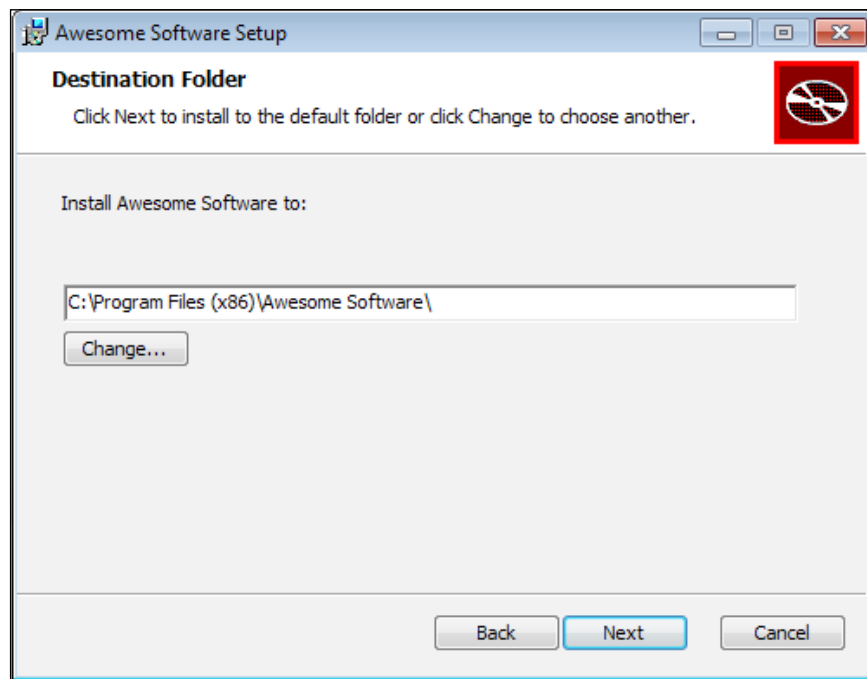 Awesome Software Setup
Destination Folder
Click Next to install to the default folder or click Change to choose another.
Install Awesome Software to:
C:\Program Files (x86)\Awesome Software\
Change...
Back Next Cancel